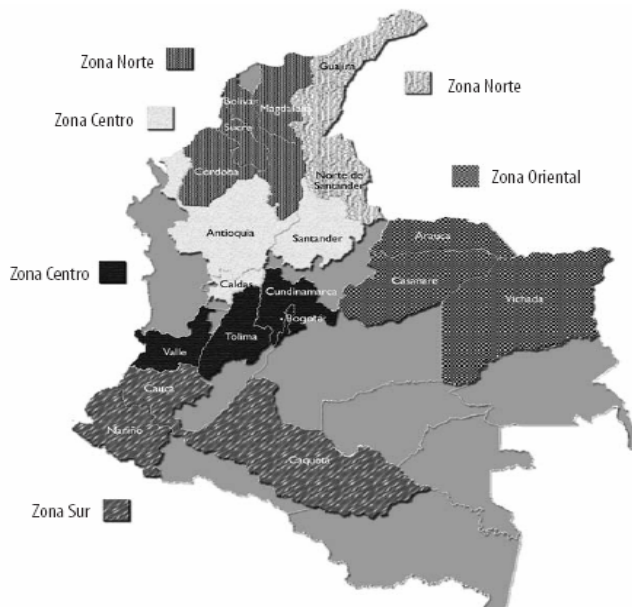 Guajira
Zona Norte
Zona Norte
Bolívar
Magdalena
Zona Centro
Sucre
Córdoba
Norte de
Santander
Zona Oriental
Antioquia
Santander
Arauca
Zona Centro
Caldas
Cundinamarca
Casanare
Vichada
Bogotá
Tolima
Valle
Cauca
Nariño
Caquetá
Zona Sur